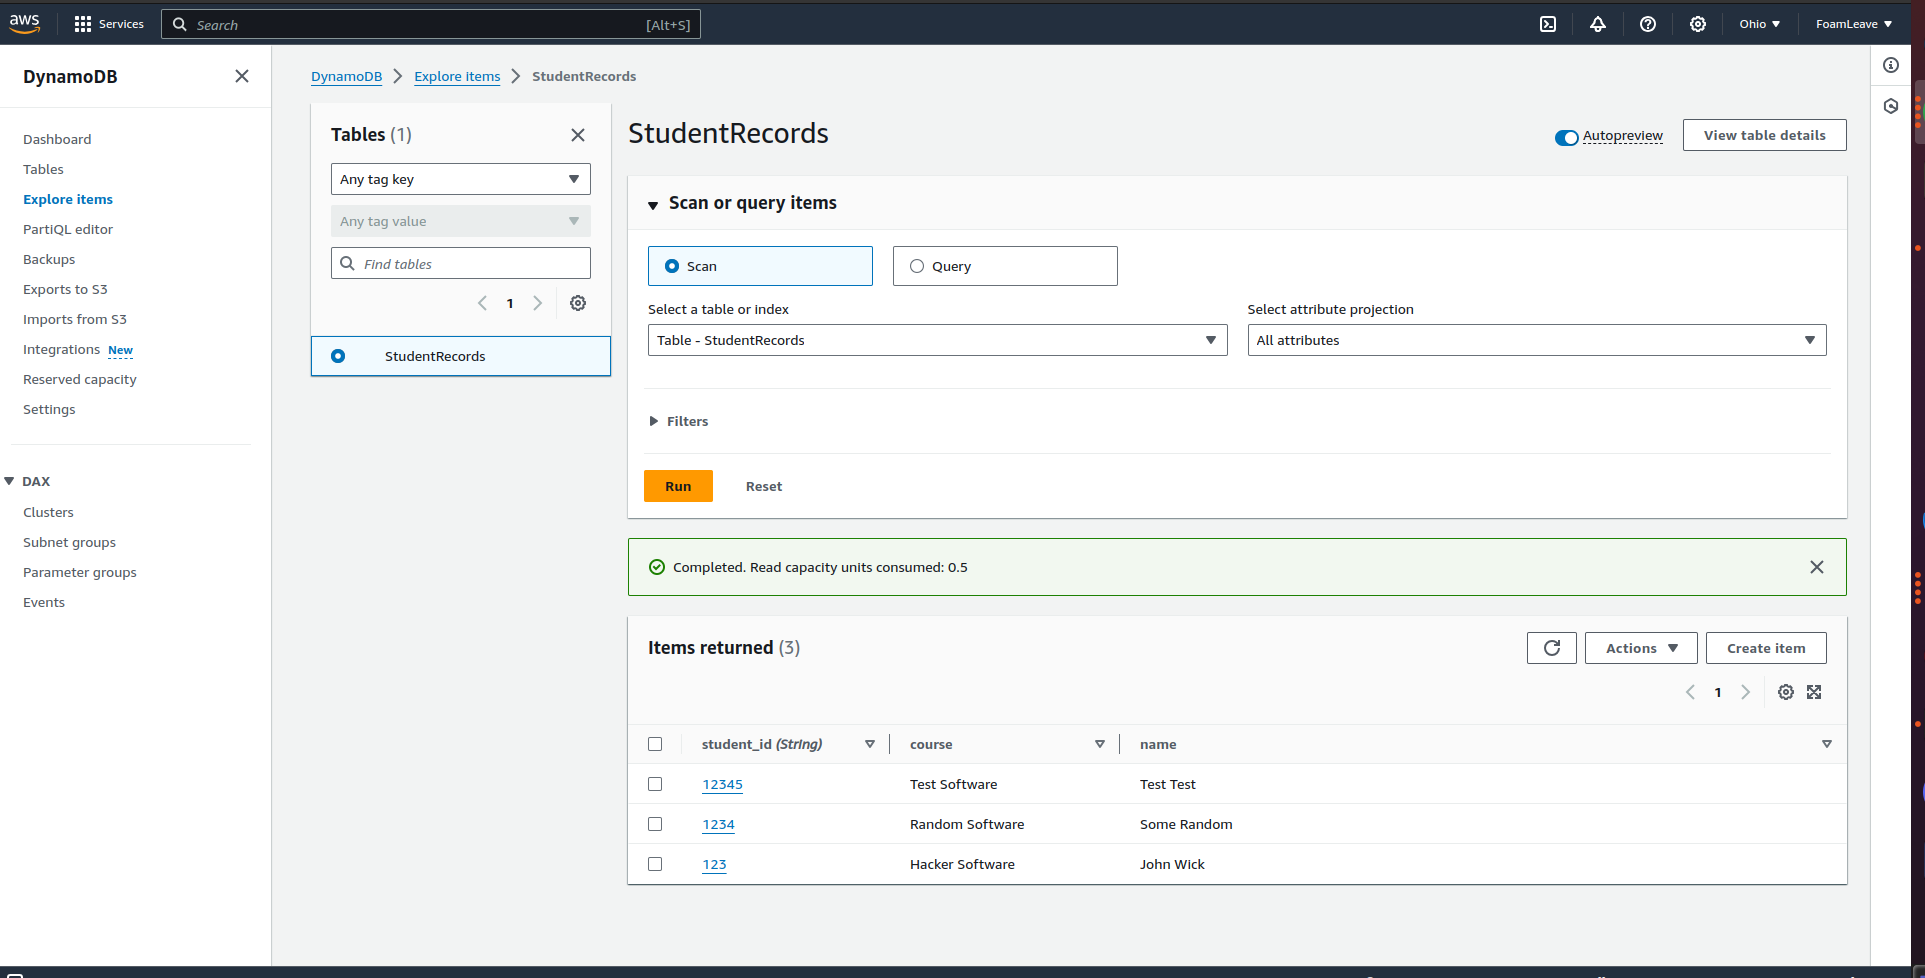 aws Services Search [Alt+S] Ohio FoamLeave
DynamoDB
Dashboard
Tables
Explore items
PartiQL editor
Backups
Exports to S3
Imports from S3
Integrations New
Reserved capacity
Settings
DAX
Clusters
Subnet groups
Parameter groups
Events
DynamoDB Explore items StudentRecords
Tables (1)
Any tag key
Any tag value
Find tables
1
StudentRecords
StudentRecords
Autopreview View table details
Scan or query items
Scan Query
Select a table or index Select attribute projection
Table - StudentRecords All attributes
Filters
Run Reset
Completed. Read capacity units consumed: 0.5
Items returned (3)
Actions Create item
1
student_id (String) course name
12345 Test Software Test Test
1234 Random Software Some Random
123 Hacker Software John Wick